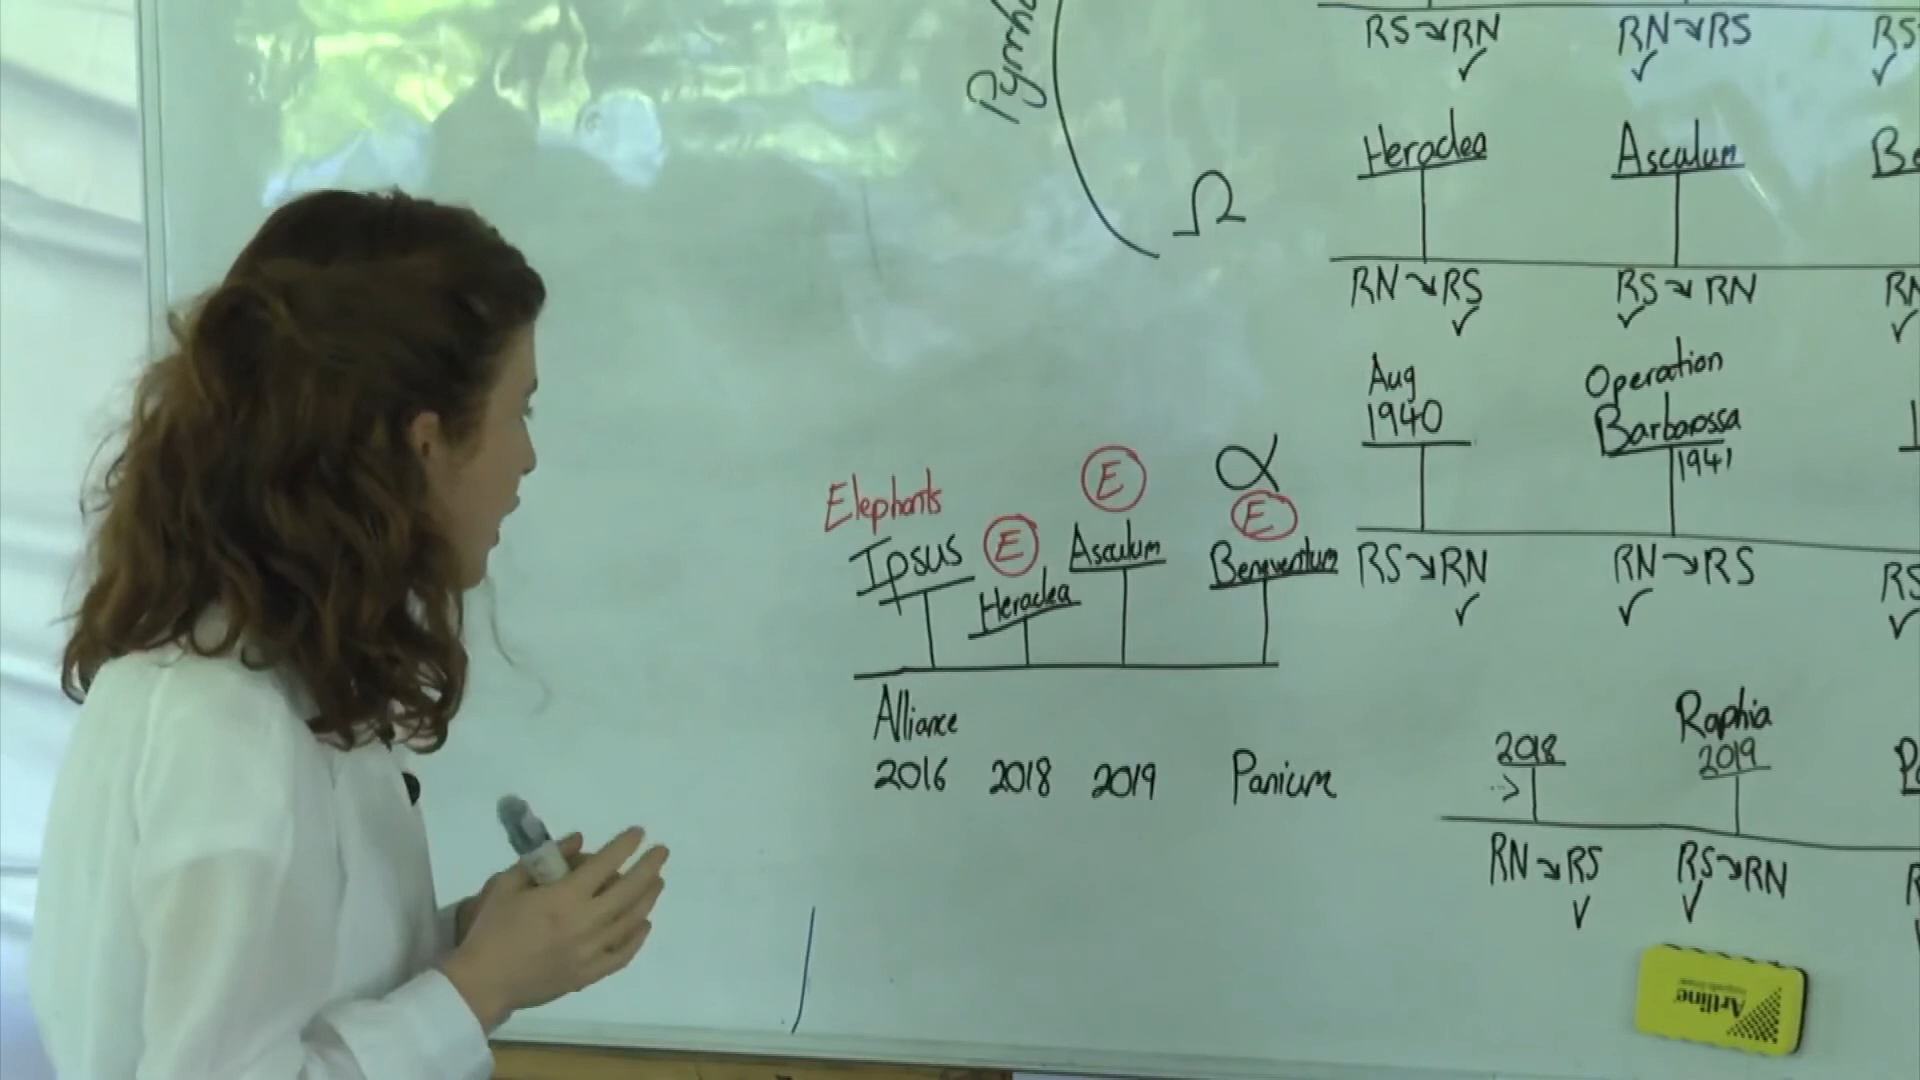 RS → RN
RN → RS
RS
✓
✓
✓
Ω
Heraclea
Asculum
RN → RS
RS → RN
RN
✓
✓
✓
Aug
1940
Operation
Barbarossa
1941
RS → RN
RN → RS
RS
✓
✓
✓
α
Elephants
E
E
E
Ipsus
Heraclea
Asculum
Beneventum
Alliance
2016
2018
2019
Panium
2018
Raphia
2019
RN → RS
RS → RN
✓
✓
Artline